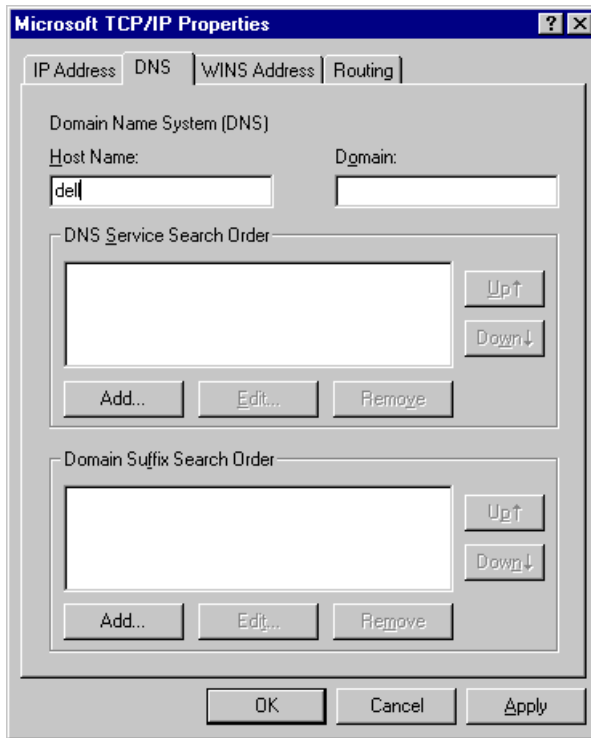 Microsoft TCP/IP Properties ? X
IP Address DNS WINS Address Routing
Domain Name System (DNS)
Host Name: Domain:
dell
DNS Service Search Order
Up↑
Down↓
Add... Edit... Remove
Domain Suffix Search Order
Up↑
Down↓
Add... Edit... Remove
OK Cancel Apply